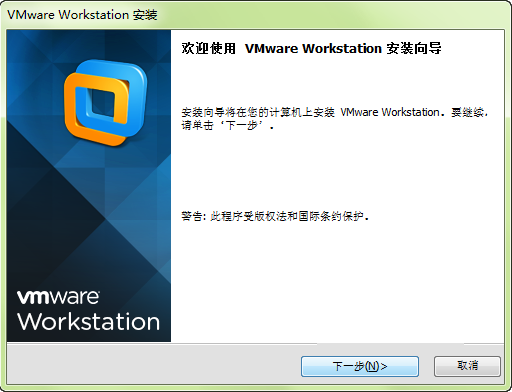 VMware Workstation 安装
欢迎使用 VMware Workstation 安装向导
安装向导将在您的计算机上安装 VMware Workstation。要继续，
请单击‘下一步’。
警告: 此程序受版权法和国际条约保护。
vmware
Workstation
下一步(N)>
取消